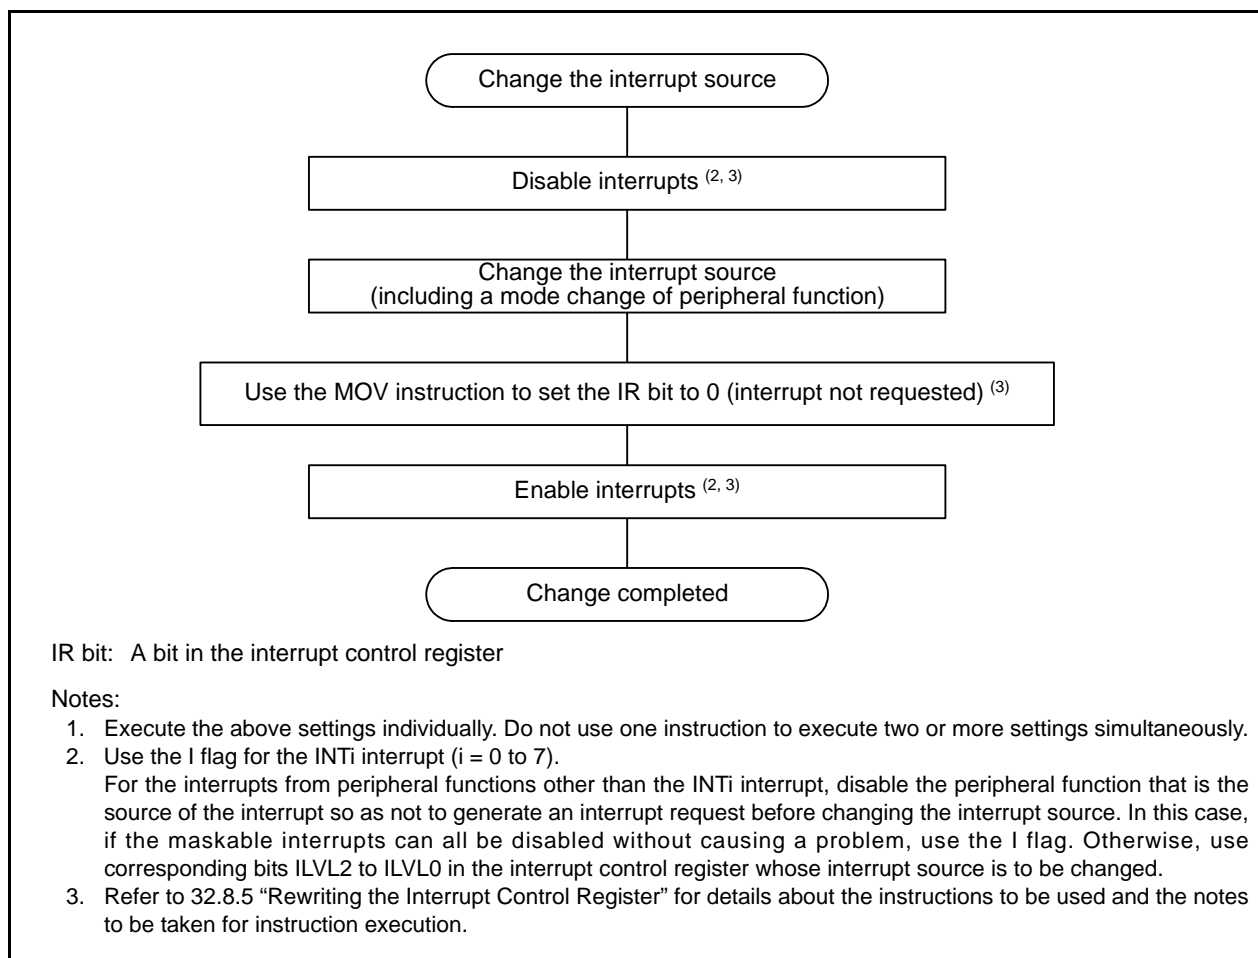 Change the interrupt source
Disable interrupts (2, 3)
Change the interrupt source
(including a mode change of peripheral function)
Use the MOV instruction to set the IR bit to 0 (interrupt not requested) (3)
Enable interrupts (2, 3)
Change completed
IR bit: A bit in the interrupt control register
Notes:
1. Execute the above settings individually. Do not use one instruction to execute two or more settings simultaneously.
2. Use the I flag for the INTi interrupt (i = 0 to 7).
For the interrupts from peripheral functions other than the INTi interrupt, disable the peripheral function that is the
source of the interrupt so as not to generate an interrupt request before changing the interrupt source. In this case,
if the maskable interrupts can all be disabled without causing a problem, use the I flag. Otherwise, use
corresponding bits ILVL2 to ILVL0 in the interrupt control register whose interrupt source is to be changed.
3. Refer to 32.8.5 “Rewriting the Interrupt Control Register” for details about the instructions to be used and the notes
to be taken for instruction execution.